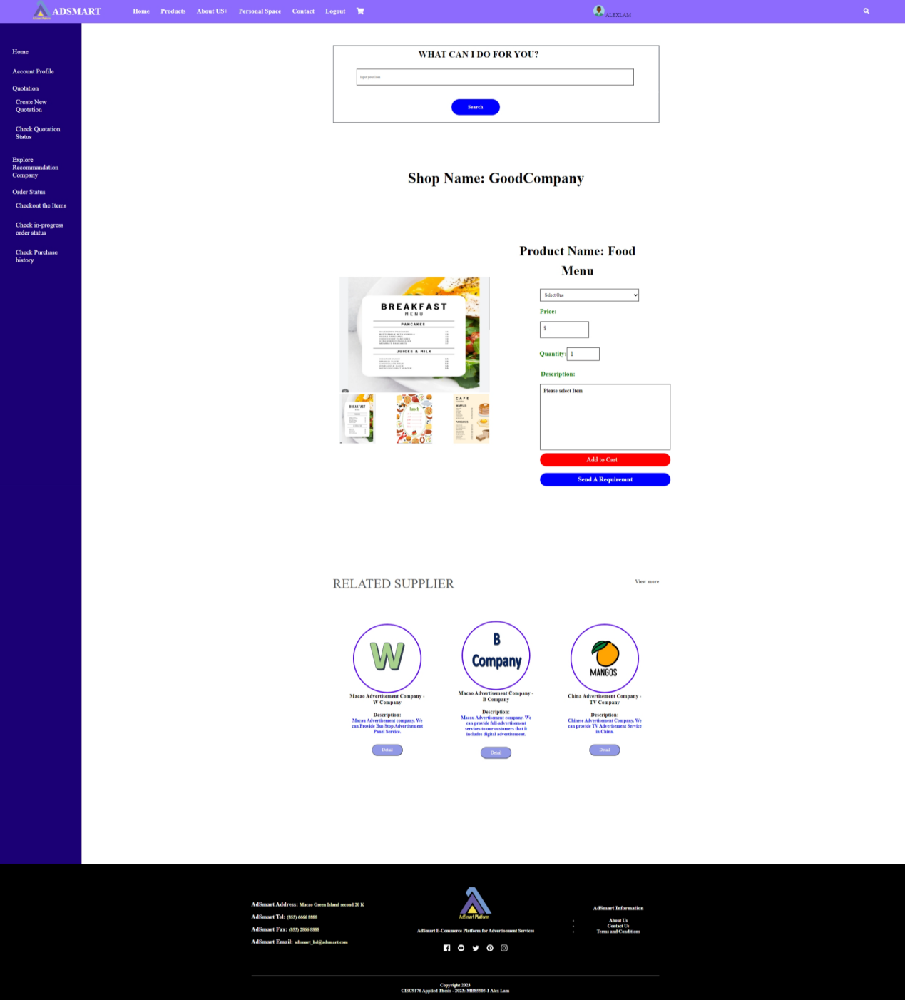 ADSMART
Home Products About US+ Personal Space Contact Logout
ALEXLAM
Home
Account Profile
Quotation
Create New
Quotation
Check Quotation
Status
Explore
Recommandation
Company
Order Status
Checkout the Items
Check in-progress
order status
Check Purchase
history
WHAT CAN I DO FOR YOU?
Input your Idea
Search
Shop Name: GoodCompany
Product Name: Food
Menu
Select One
Price:
$
Quantity: 1
Description:
Please select Item
Add to Cart
Send A Requiremnt
BREAKFAST
MENU
PANCAKES
JUICES & MILK
BREAKFAST
lunch
CAFE
WAFFLES
PANCAKES
RELATED SUPPLIER
View more
W
B
Company
MANGOS
Macao Advertisement Company -
W Company
Description:
Macau Advertisement company. We
can Provide Bus Stop Advertisement
Panel Service.
Detail
Macao Advertisement Company -
B Company
Description:
Macau Advertisement company. We
can provide full-advertisement
services to our customers that it
includes digital advertisement.
Detail
China Advertisement Company -
TV Company
Description:
Chinese Advertisement Company. We
can provide TV Adverisement Service
in China.
Detail
AdSmart Address: Macao Green Island second 20 K
AdSmart Tel: (853) 6666 8888
AdSmart Fax: (853) 2866 8888
AdSmart Email: adsmart_hd@adsmart.com
AdSmart Platform
AdSmart E-Commerce Platform for Advertisement Services
AdSmart Information
About Us
Contact Us
Terms and Conditions
Copyright 2023
CISC9176 Applied Thesis - 2023: MB85505-1 Alex Lam